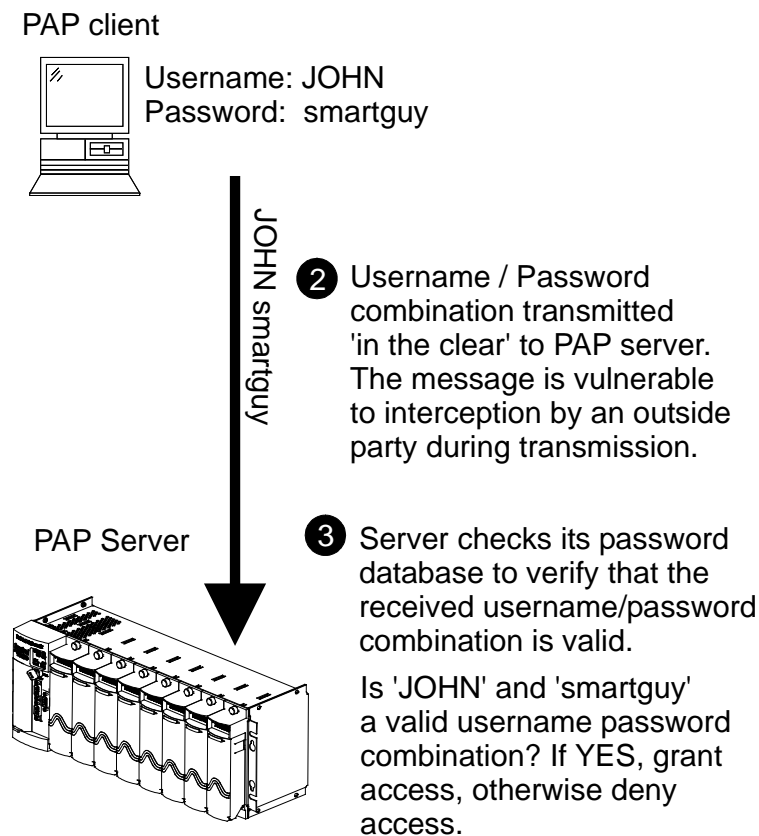 PAP client
Username: JOHN
Password: smartguy
JOHN smartguy
2 Username / Password
combination transmitted
'in the clear' to PAP server.
The message is vulnerable
to interception by an outside
party during transmission.
PAP Server
3 Server checks its password
database to verify that the
received username/password
combination is valid.
Is 'JOHN' and 'smartguy'
a valid username password
combination? If YES, grant
access, otherwise deny
access.